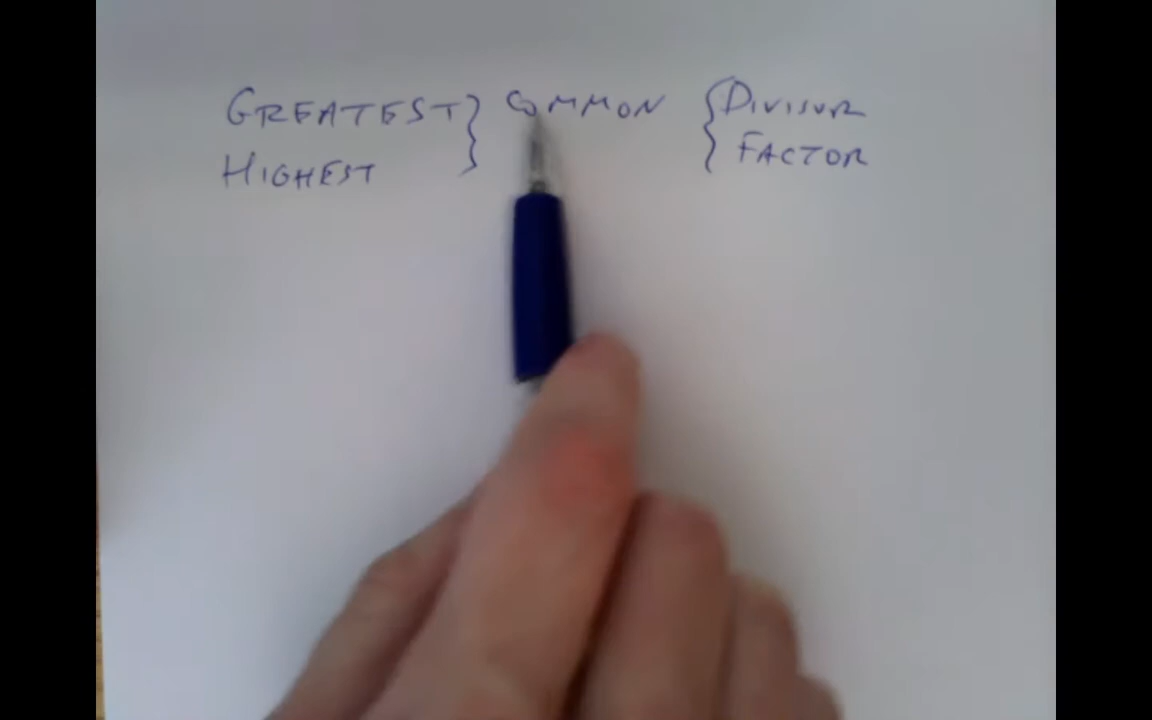 GREATEST } COMMON { DIVISOR
HIGHEST } { FACTOR